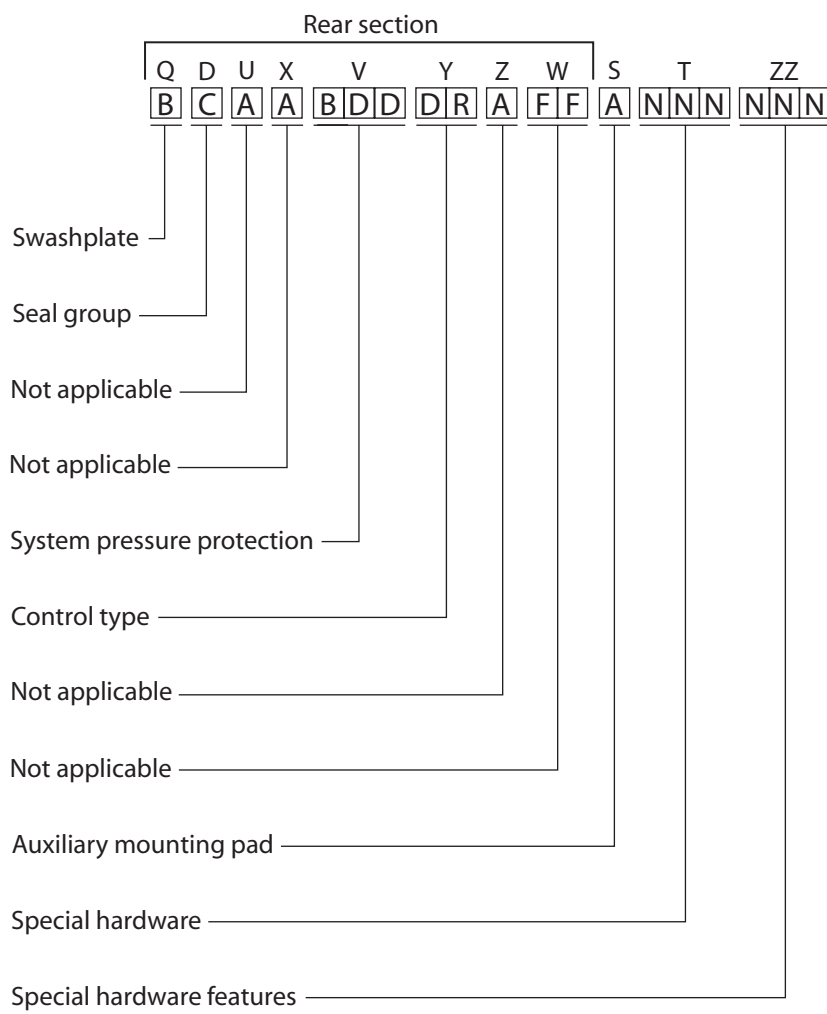 Rear section
Q D U X V Y Z W S T ZZ
B C A A B D D D R A F F A N N N N N N
Swashplate
Seal group
Not applicable
Not applicable
System pressure protection
Control type
Not applicable
Not applicable
Auxiliary mounting pad
Special hardware
Special hardware features